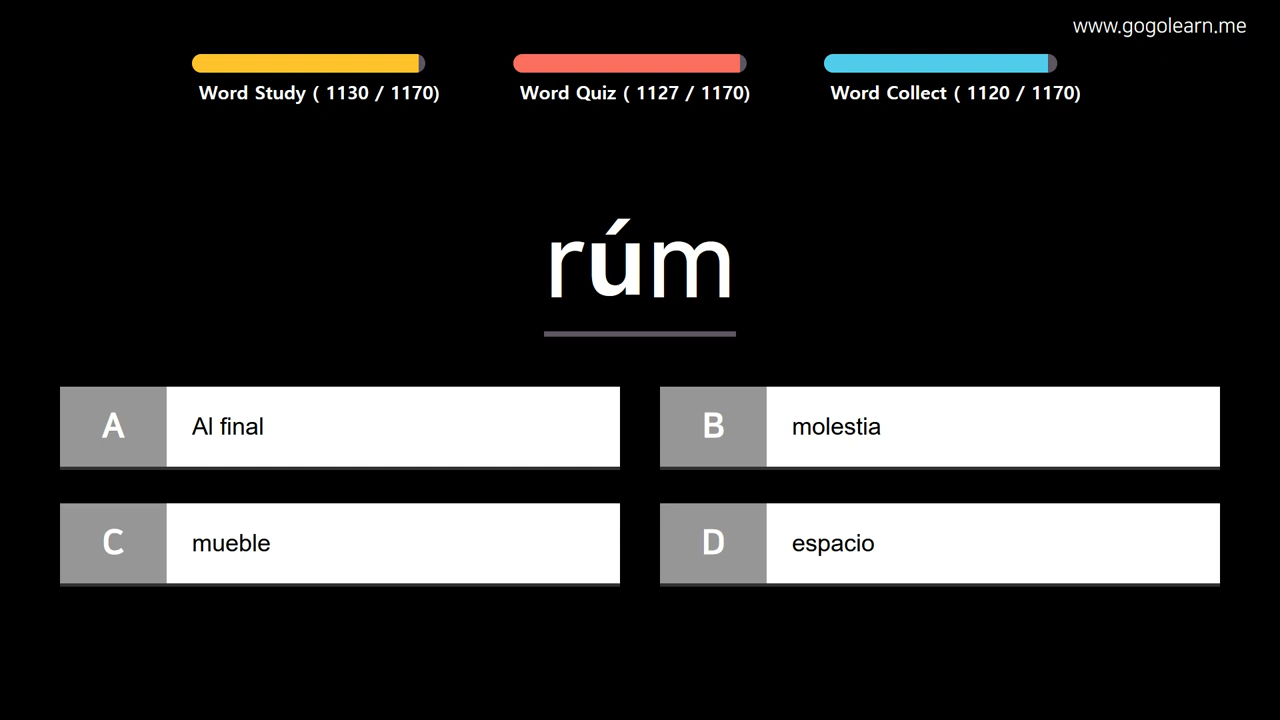 www.gogolearn.me
Word Study ( 1130 / 1170)
Word Quiz ( 1127 / 1170)
Word Collect ( 1120 / 1170)
rúm
A Al final
B molestia
C mueble
D espacio